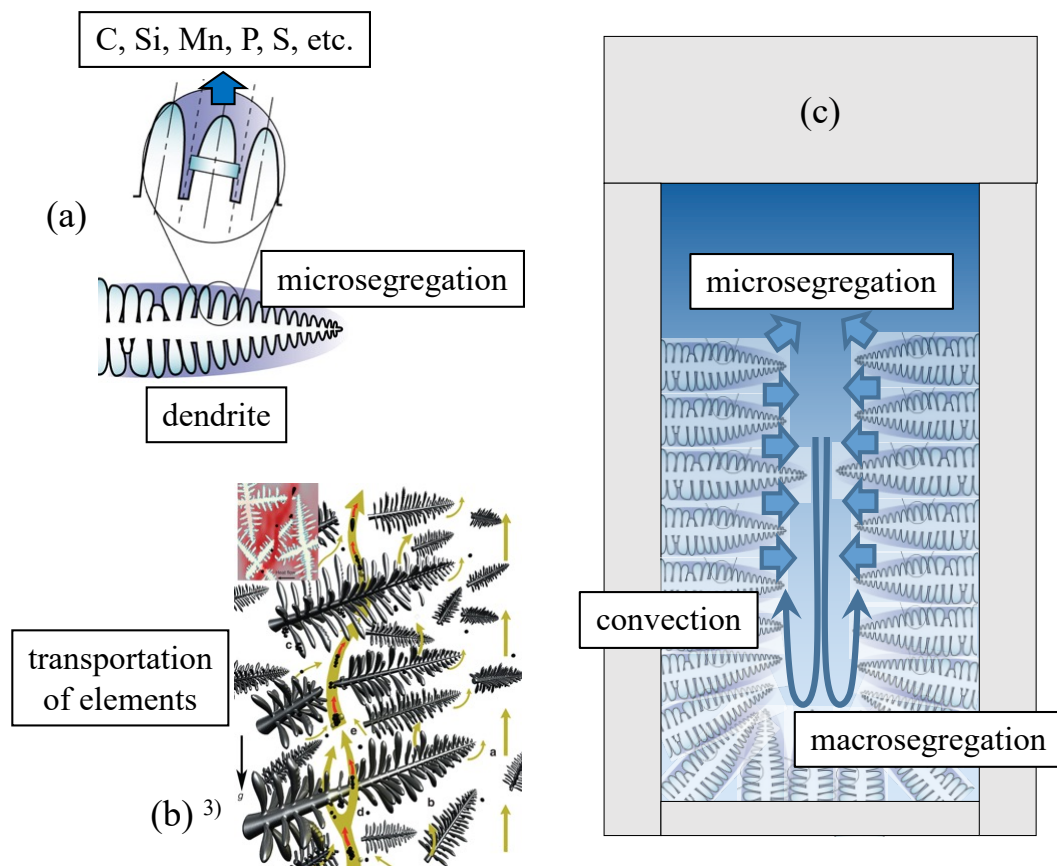 C, Si, Mn, P, S, etc.
(a)
microsegregation
dendrite
transportation
of elements
g
(b) 3)
c
e
a
b
d
(c)
microsegregation
convection
macrosegregation